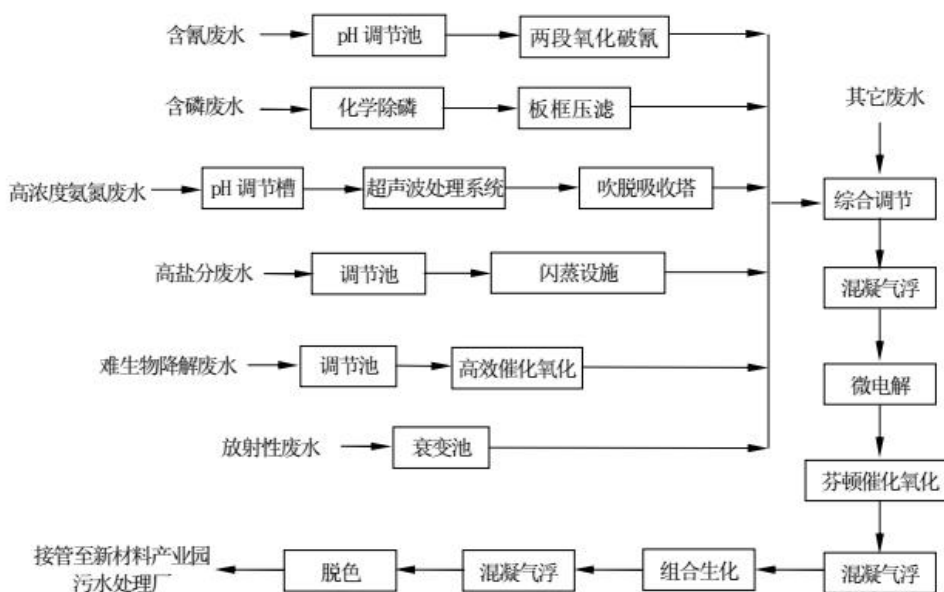 含氰废水
pH 调节池
两段氧化破氰
含磷废水
化学除磷
板框压滤
其它废水
高浓度氨氮废水
pH 调节槽
超声波处理系统
吹脱吸收塔
综合调节
高盐分废水
调节池
闪蒸设施
混凝气浮
难生物降解废水
调节池
高效催化氧化
微电解
放射性废水
衰变池
芬顿催化氧化
接管至新材料产业园
污水处理厂
脱色
混凝气浮
组合生化
混凝气浮